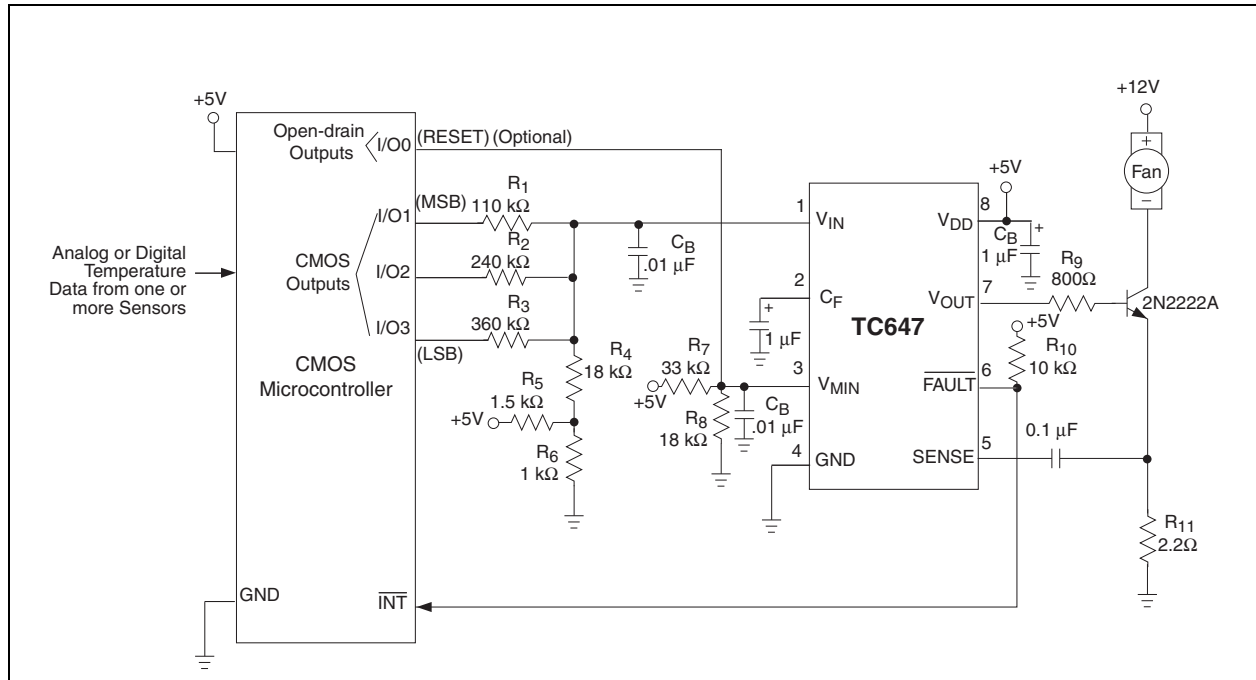 +5V
Open-drain
Outputs
I/O0
(RESET) (Optional)
I/O1
(MSB)
CMOS
Outputs
I/O2
I/O3
(LSB)
Analog or Digital
Temperature
Data from one or
more Sensors
CMOS
Microcontroller
GND
INT
R1
110 kΩ
R2
240 kΩ
R3
360 kΩ
R4
18 kΩ
R5
1.5 kΩ
+5V
R6
1 kΩ
CB
.01 µF
1 µF
R7
33 kΩ
+5V
R8
18 kΩ
CB
.01 µF
TC647
1
VIN
2
CF
3
VMIN
4
GND
8
VDD
7
VOUT
6
FAULT
5
SENSE
+5V
CB
1 µF
+
R9
800Ω
+5V
R10
10 kΩ
0.1 µF
+12V
+
Fan
−
2N2222A
R11
2.2Ω
+